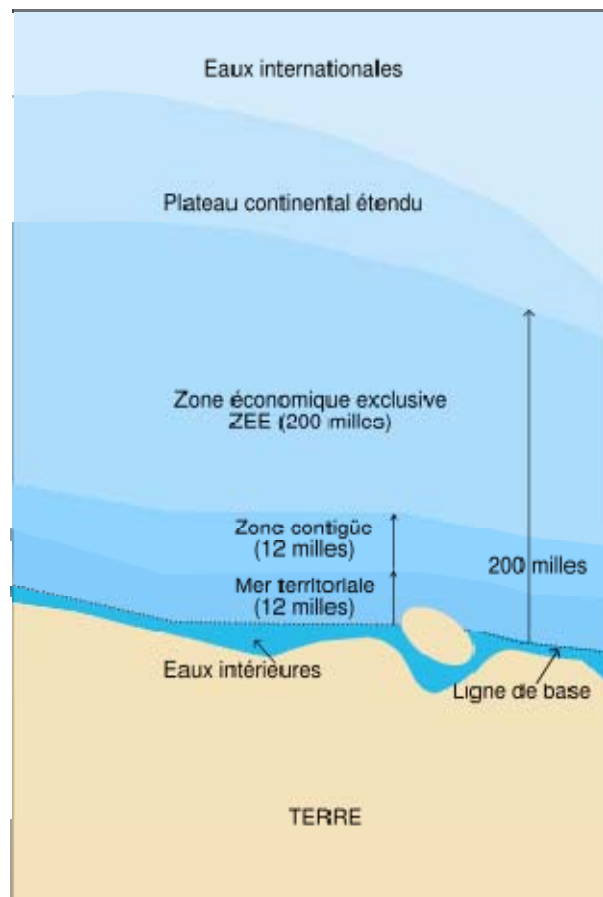 Eaux internationales
Plateau continental étendu
Zone économique exclusive
ZEE (200 milles)
Zone contigüe
(12 milles)
200 milles
Mer territoriale
(12 milles)
Eaux intérieures
Ligne de base
TERRE